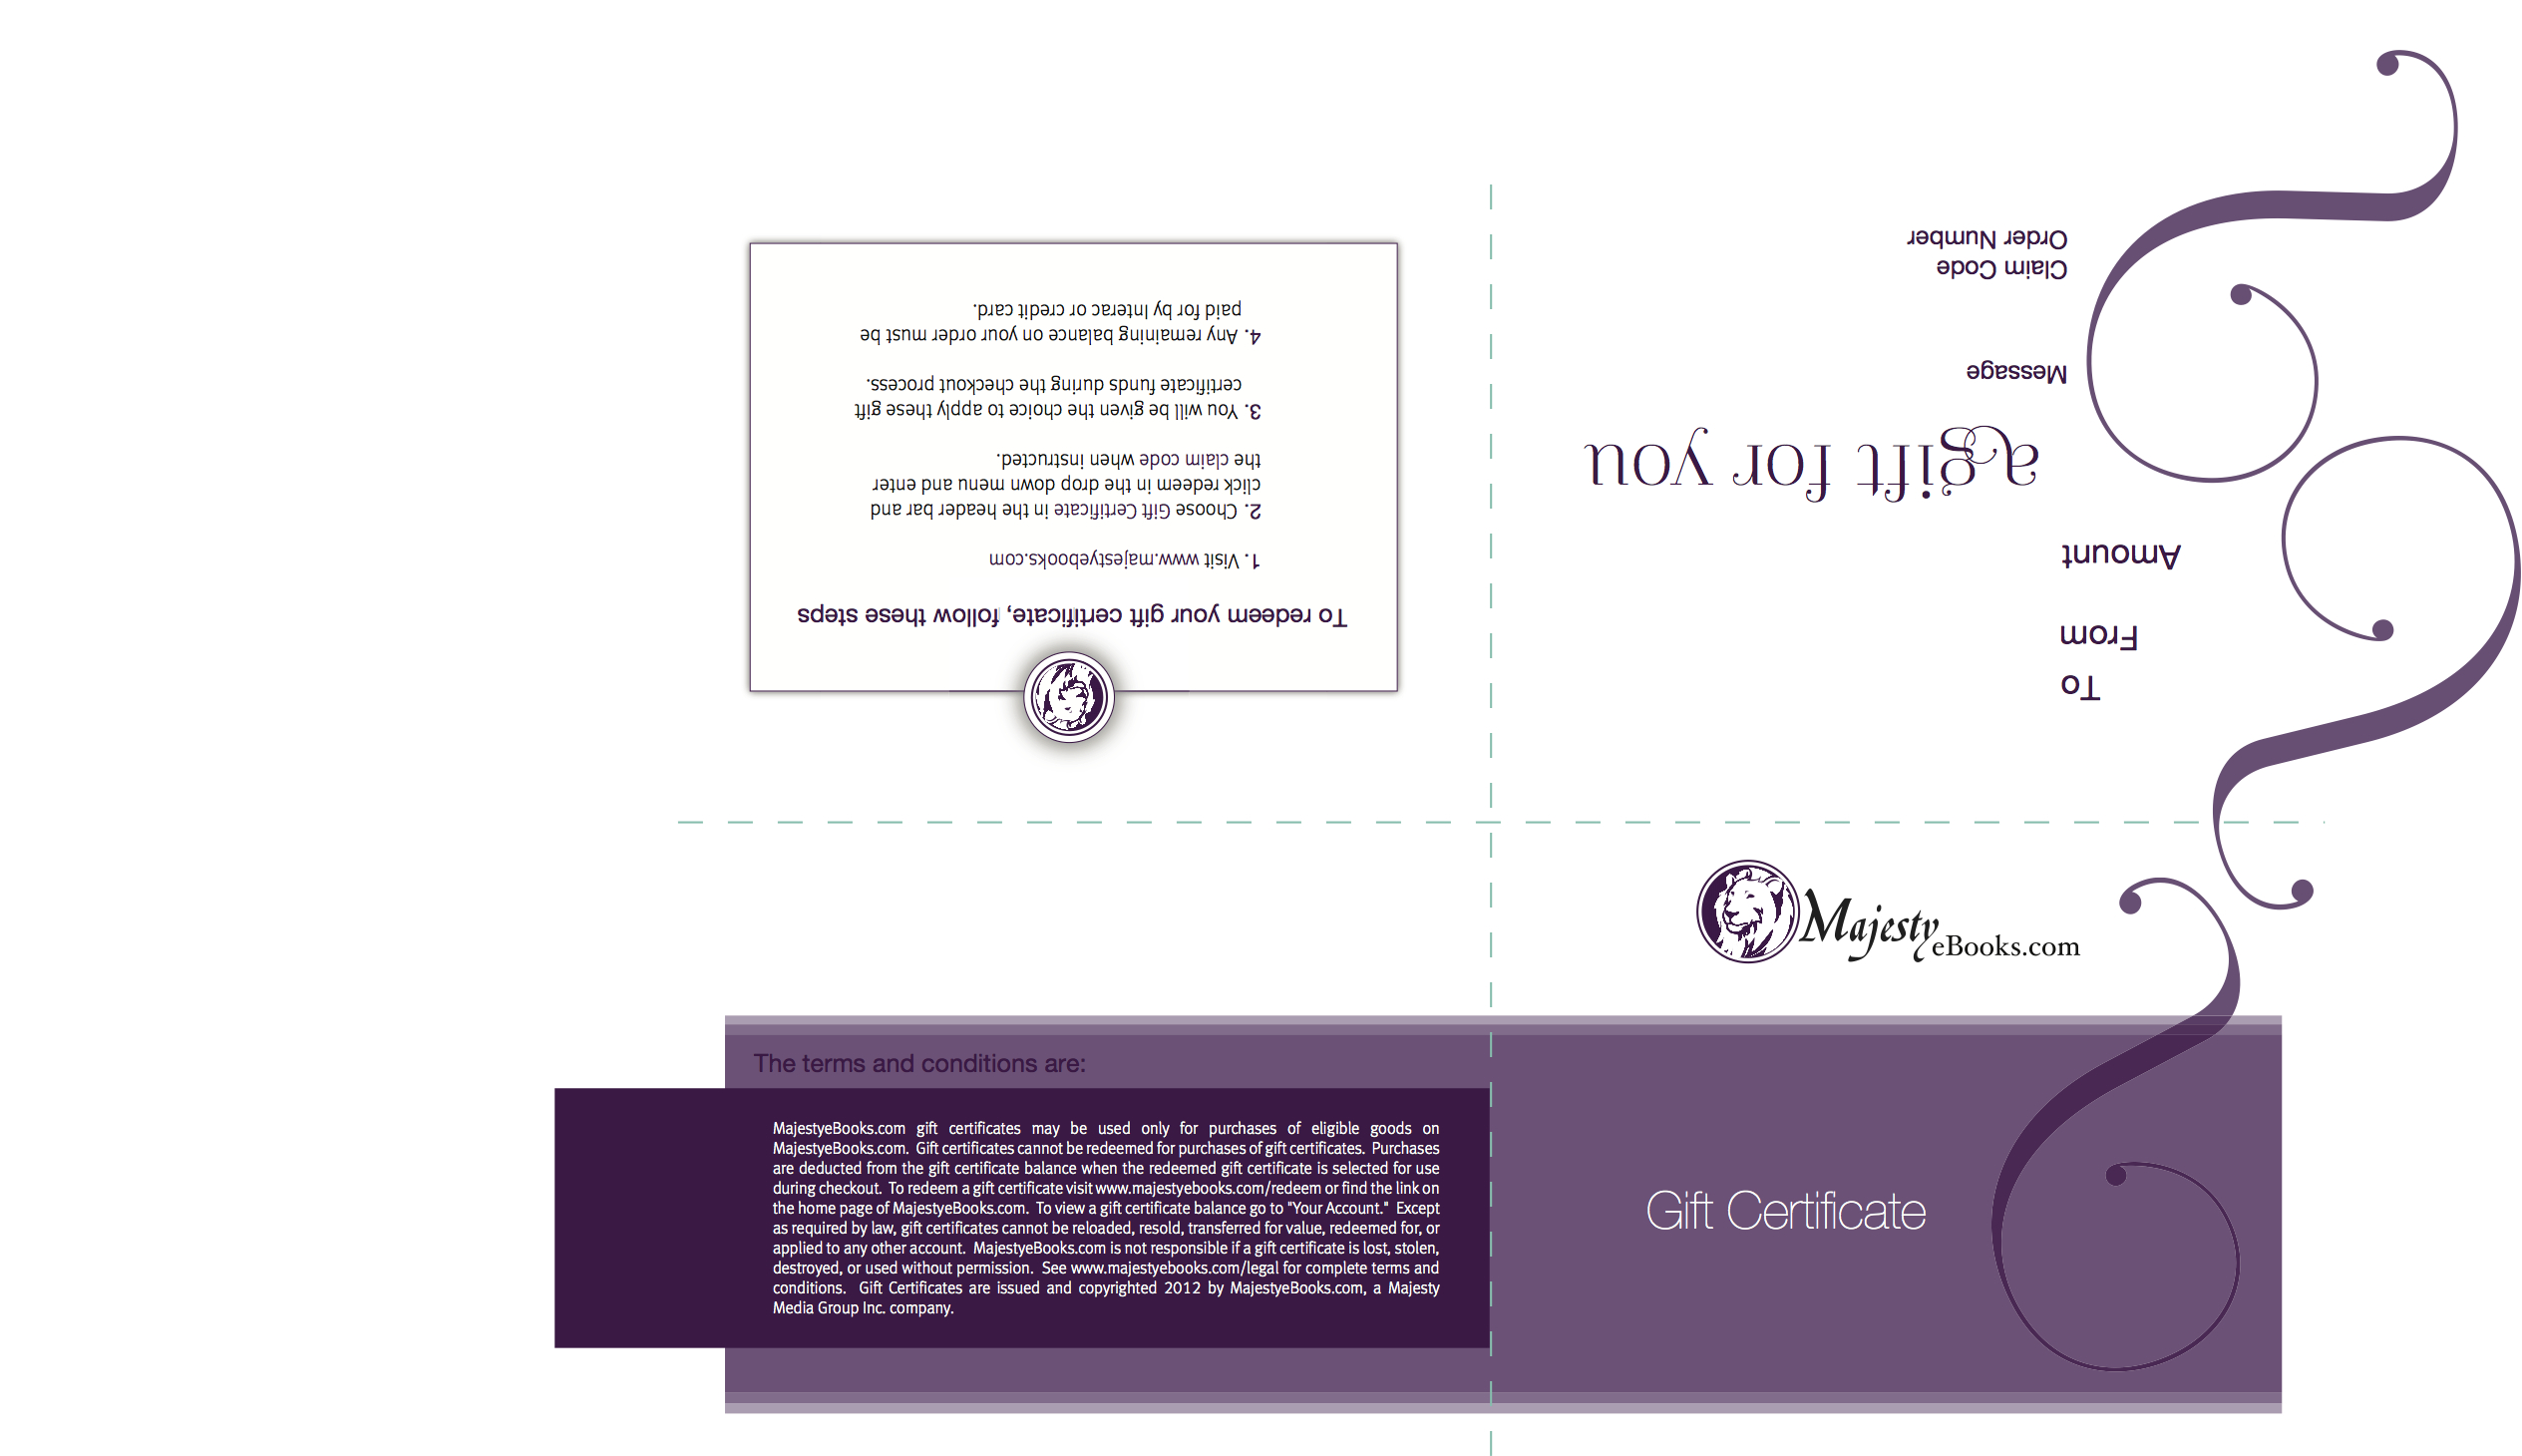 To redeem your gift certificate, follow these steps
1. Visit www.majestyebooks.com
2. Choose Gift Certificate in the header bar and
click redeem in the drop down menu and enter
the claim code when instructed.
3. You will be given the choice to apply these gift
certificate funds during the checkout process.
4. Any remaining balance on your order must be
paid for by Interac or credit card.
To
From
Amount
a gift for you
Message
Claim Code
Order Number
MajestyeBooks.com
The terms and conditions are:
MajestyeBooks.com gift certificates may be used only for purchases of eligible goods on
MajestyeBooks.com. Gift certificates cannot be redeemed for purchases of gift certificates. Purchases
are deducted from the gift certificate balance when the redeemed gift certificate is selected for use
during checkout. To redeem a gift certificate visit www.majestyebooks.com/redeem or find the link on
the home page of MajestyeBooks.com. To view a gift certificate balance go to "Your Account." Except
as required by law, gift certificates cannot be reloaded, resold, transferred for value, redeemed for, or
applied to any other account. MajestyeBooks.com is not responsible if a gift certificate is lost, stolen,
destroyed, or used without permission. See www.majestyebooks.com/legal for complete terms and
conditions. Gift Certificates are issued and copyrighted 2012 by MajestyeBooks.com, a Majesty
Media Group Inc. company.
Gift Certificate